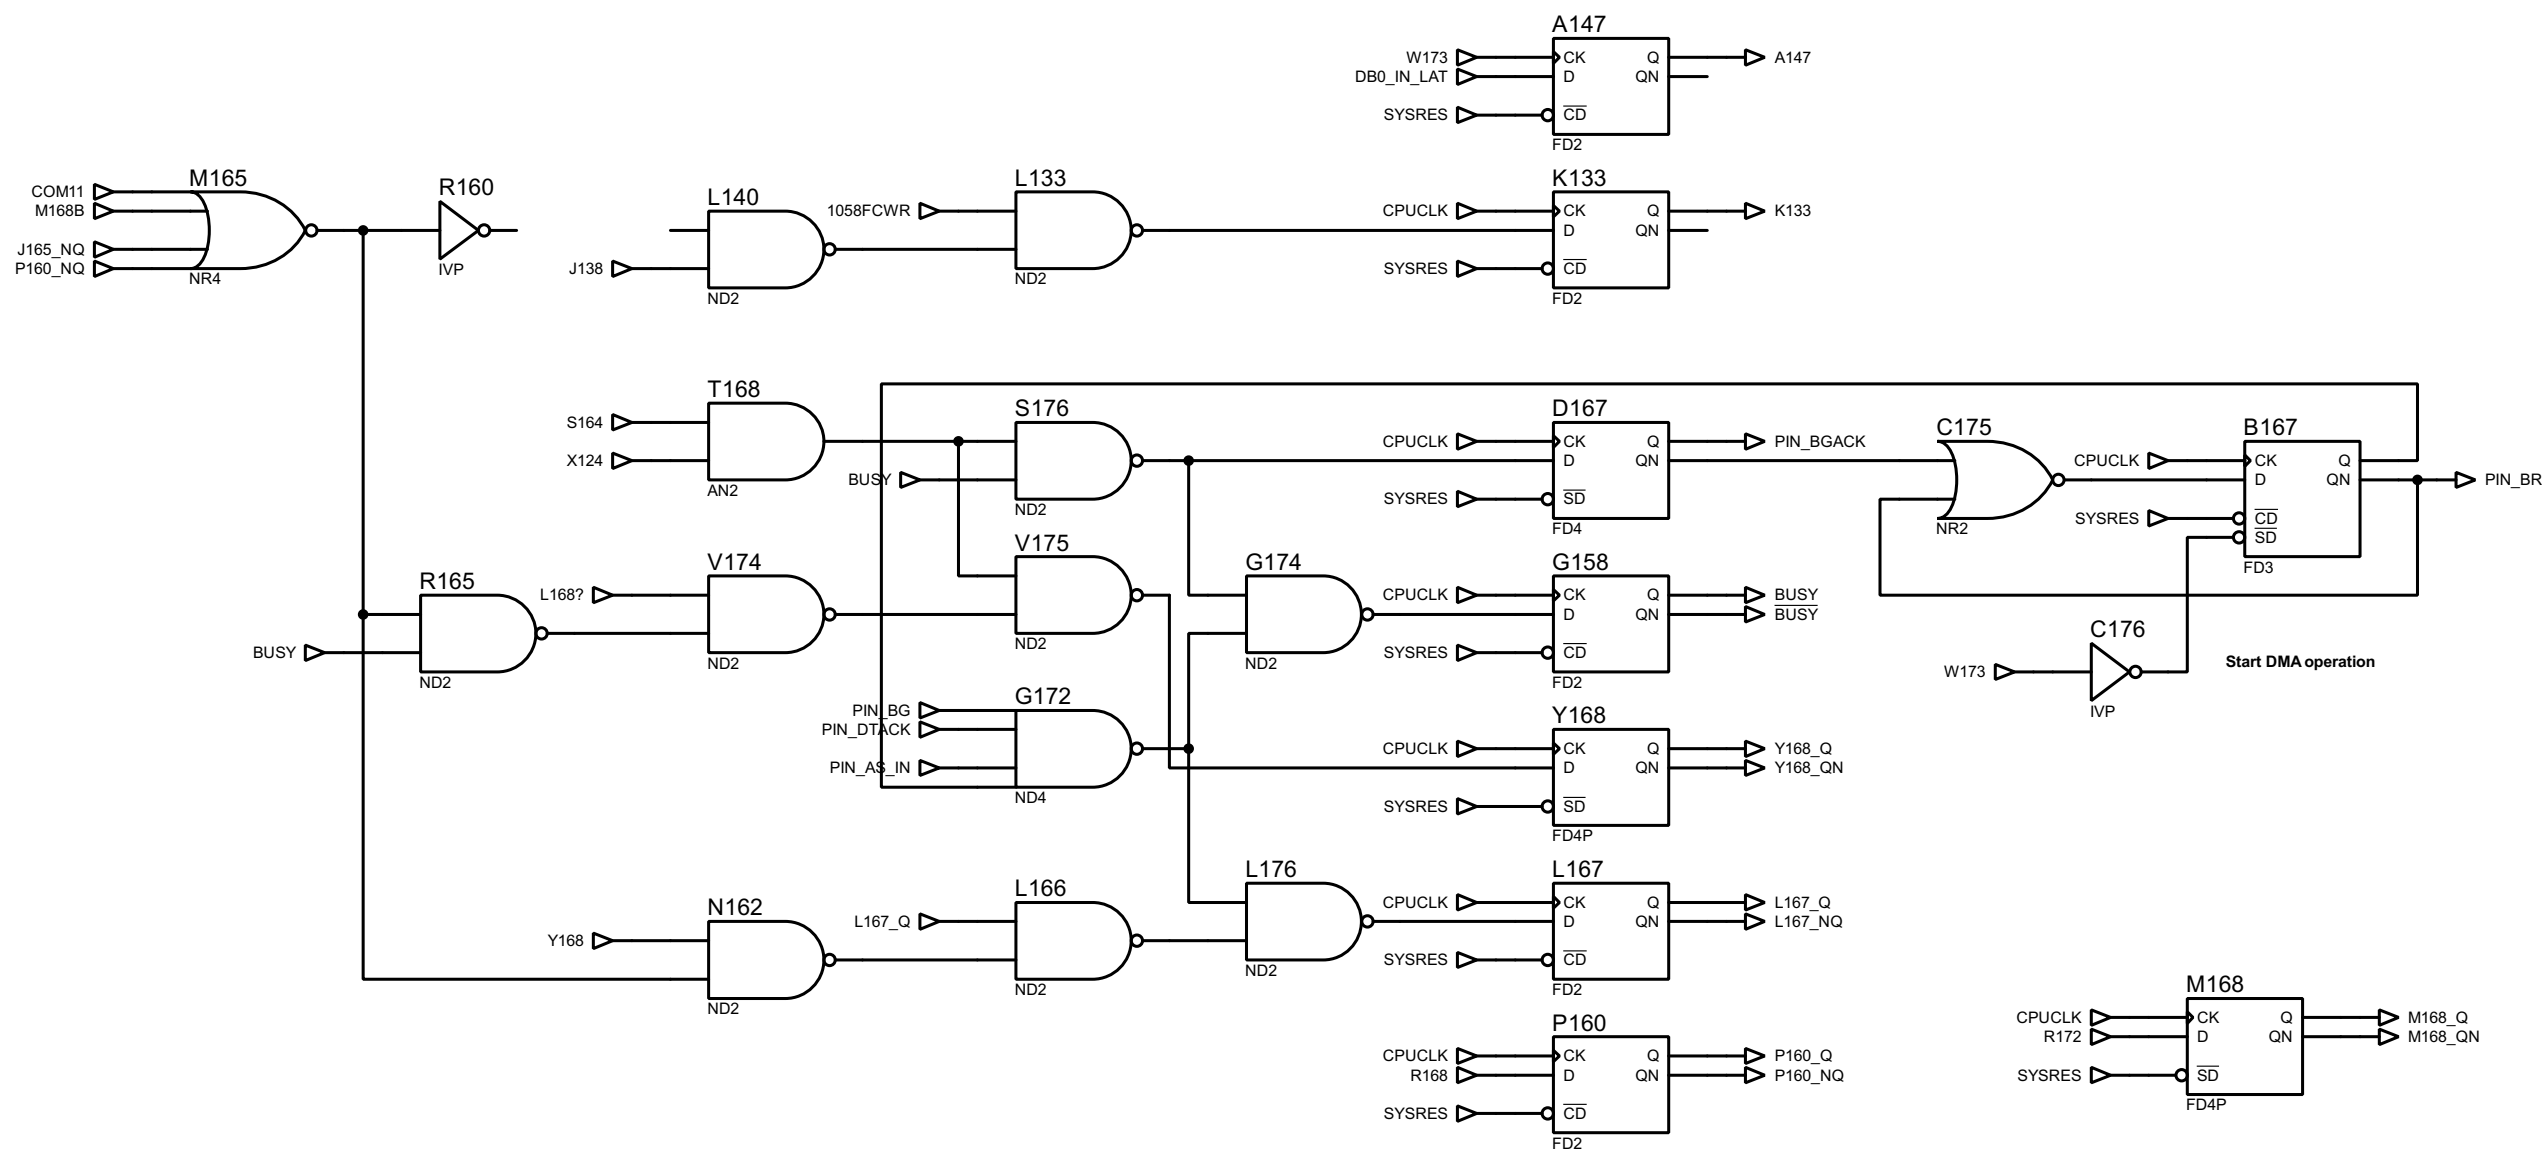 A147
W173
CK
Q
A147
DB0_IN_LAT
D
QN
SYSRES
CD
FD2
M165
COM11
M168B
J165_NQ
P160_NQ
NR4
R160
IVP
L140
J138
ND2
L133
1058FCWR
ND2
K133
CPUCLK
CK
Q
K133
D
QN
SYSRES
CD
FD2
T168
S164
X124
AN2
S176
BUSY
ND2
D167
CPUCLK
CK
Q
PIN_BGACK
D
QN
SYSRES
SD
FD4
C175
NR2
B167
CPUCLK
CK
Q
D
QN
PIN_BR
SYSRES
CD
SD
FD3
R165
BUSY
ND2
V174
L168?
ND2
V175
ND2
G174
ND2
G158
CPUCLK
CK
Q
BUSY
D
QN
BUSY
SYSRES
CD
FD2
C176
W173
IVP
Start DMA operation
G172
PIN_BG
PIN_DTACK
PIN_AS_IN
ND4
Y168
CPUCLK
CK
Q
Y168_Q
D
QN
Y168_QN
SYSRES
SD
FD4P
N162
Y168
ND2
L166
L167_Q
ND2
L176
ND2
L167
CPUCLK
CK
Q
L167_Q
D
QN
L167_NQ
SYSRES
CD
FD2
P160
CPUCLK
CK
Q
P160_Q
R168
D
QN
P160_NQ
SYSRES
CD
FD2
M168
CPUCLK
CK
Q
M168_Q
R172
D
QN
M168_QN
SYSRES
SD
FD4P